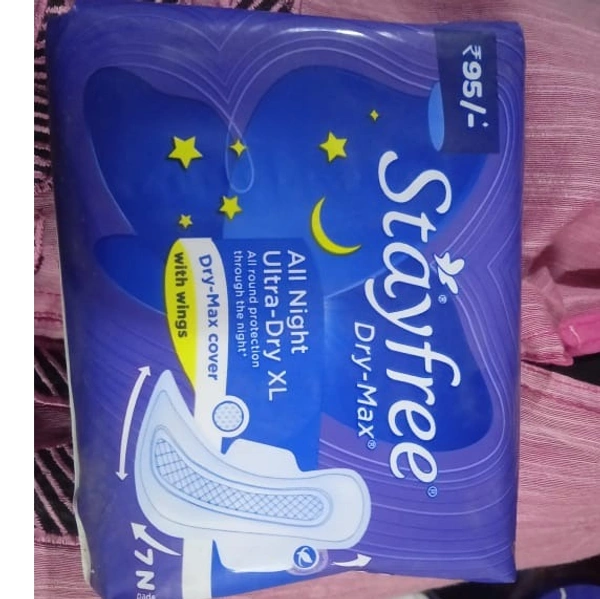 ₹95/-*
Stayfree®
Dry-Max®
All Night
Ultra-Dry XL
All round protection
through the night*
Dry-Max cover
with wings
7N
pads